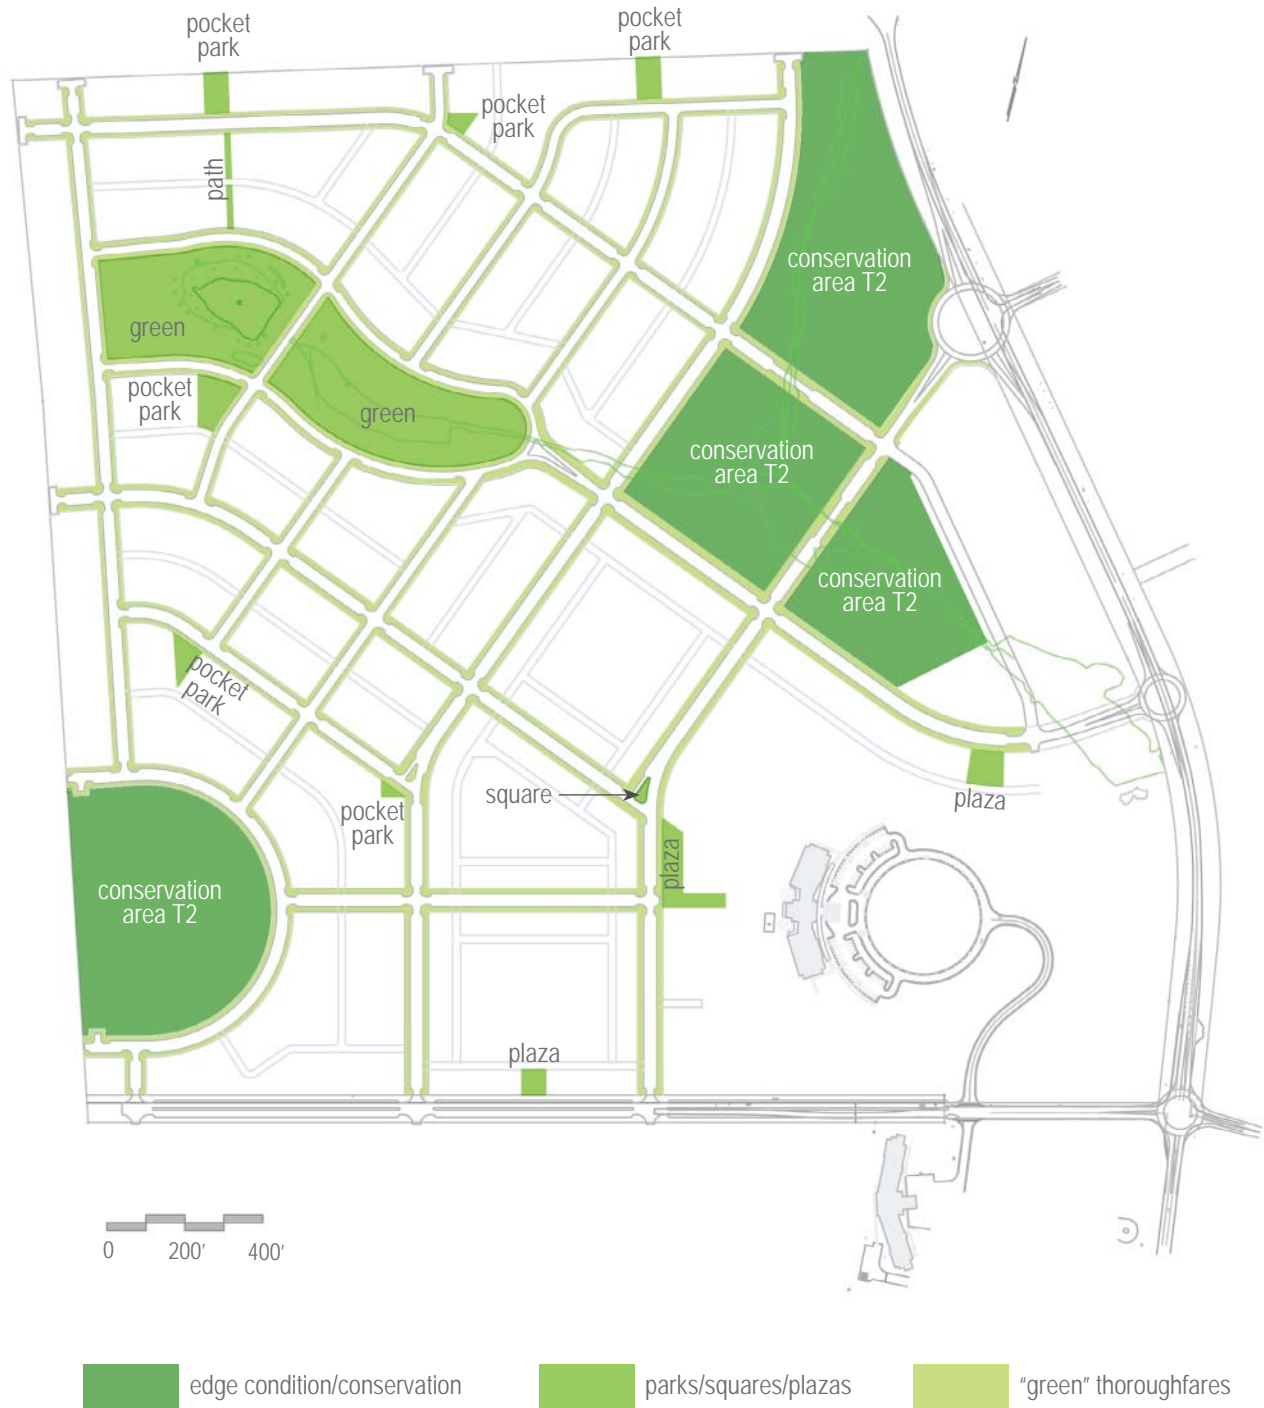 pocket
park
pocket
park
pocket
park
path
conservation
area T2
green
pocket
park
green
conservation
area T2
conservation
area T2
pocket
park
square
plaza
pocket
park
plaza
conservation
area T2
plaza
0 200' 400'
edge condition/conservation
parks/squares/plazas
"green" thoroughfares